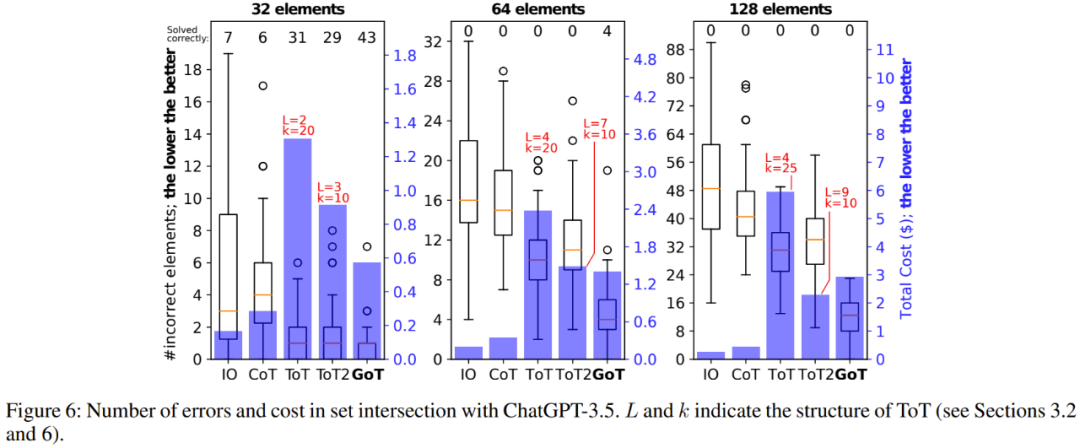 32 elements
64 elements
128 elements
Solved
correctly:
7 6 31 29 43
0 0 0 0 4
0 0 0 0 0
#incorrect elements; the lower the better
18
16
14
12
10
8
6
4
2
0
L=2
k=20
L=3
k=10
1.8
1.6
1.4
1.2
1.0
0.8
0.6
0.4
0.2
0.0
IO CoT ToT ToT2 GoT
32
28
24
20
16
12
8
4
0
L=4
k=20
L=7
k=10
4.8
4.2
3.6
3.0
2.4
1.8
1.2
0.6
0.0
IO CoT ToT ToT2 GoT
88
80
72
64
56
48
40
32
24
16
8
0
L=4
k=25
L=9
k=10
11
10
9
8
7
6
5
4
3
2
1
0
IO CoT ToT ToT2 GoT
Total Cost ($); the lower the better
Figure 6: Number of errors and cost in set intersection with ChatGPT-3.5. L and k indicate the structure of ToT (see Sections 3.2
and 6).